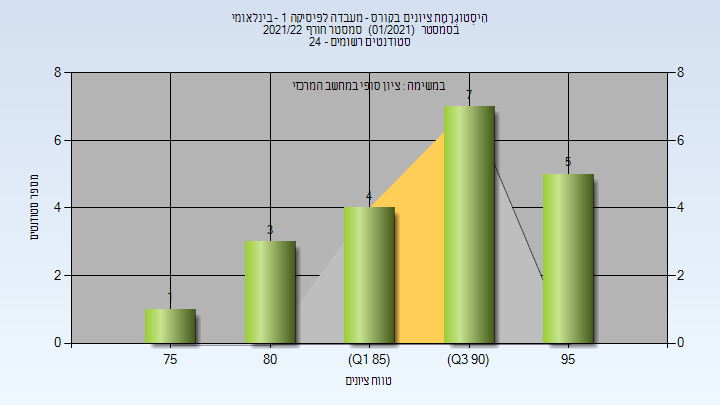 היסטוגרמת ציונים בקורס - מעבדה לפיסיקה 1 - בינלאומי
בסמסטר (01/2021) סמסטר חורף 2021/22
סטודנטים רשומים - 24
במשימה : ציון סופי במחשב המרכזי
מספר סטודנטים
8 8
6 6
4 4
2 2
0 0
1 3 4 7 5
75 80 (Q1 85) (Q3 90) 95
טווח ציונים